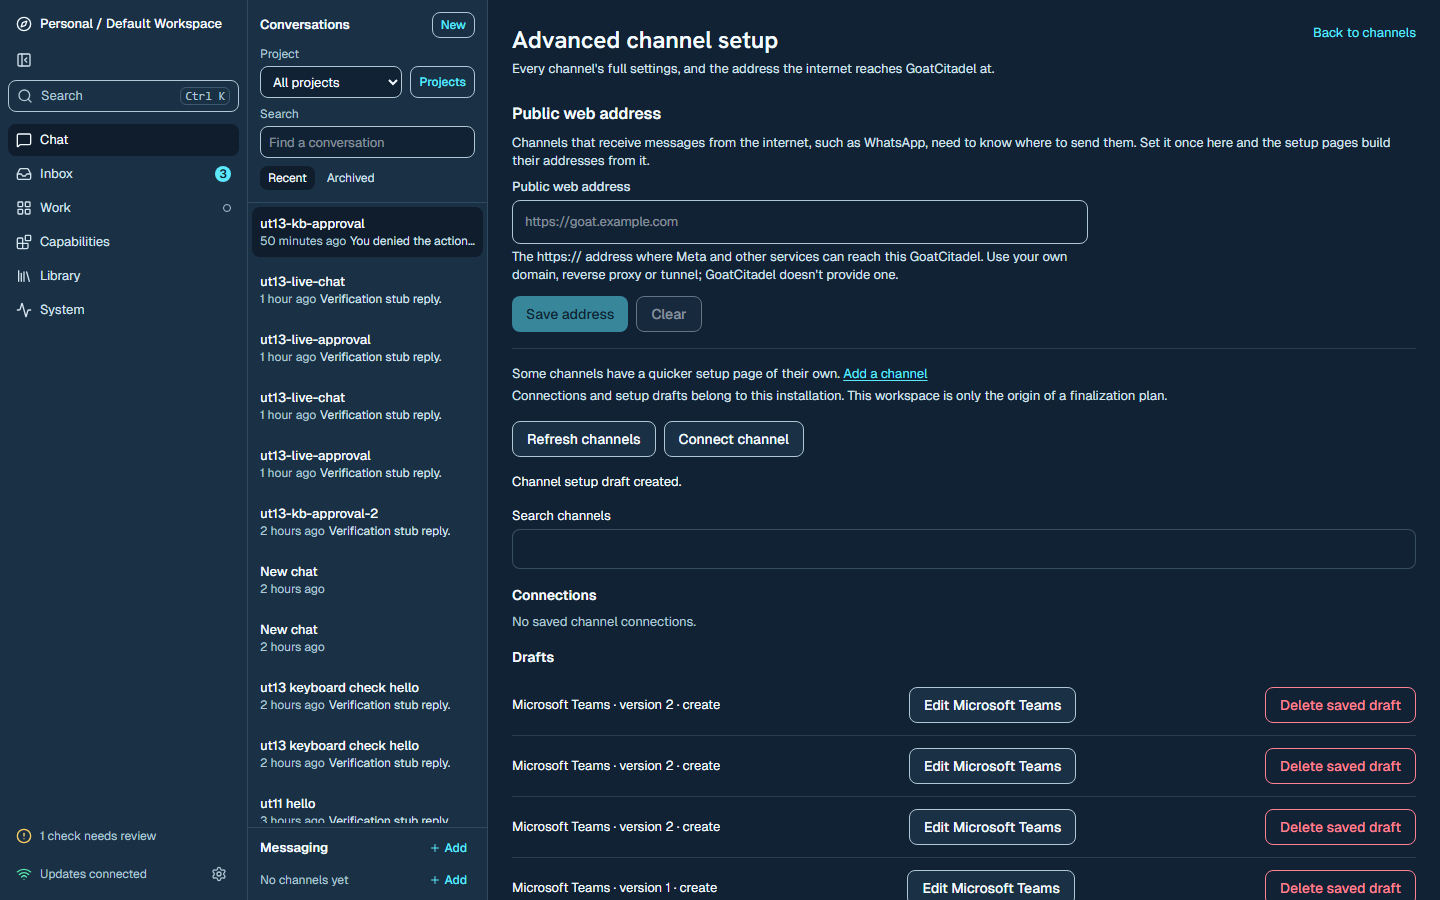 Personal / Default Workspace
Search
Ctrl K
Chat
Inbox
3
Work
Capabilities
Library
System
1 check needs review
Updates connected
Conversations
New
Project
All projects
Projects
Search
Find a conversation
Recent
Archived
ut13-kb-approval
50 minutes ago You denied the action…
ut13-live-chat
1 hour ago Verification stub reply.
ut13-live-approval
1 hour ago Verification stub reply.
ut13-live-chat
1 hour ago Verification stub reply.
ut13-live-approval
1 hour ago Verification stub reply.
ut13-kb-approval-2
2 hours ago Verification stub reply.
New chat
2 hours ago
New chat
2 hours ago
ut13 keyboard check hello
2 hours ago Verification stub reply.
ut13 keyboard check hello
2 hours ago Verification stub reply.
ut11 hello
3 hours ago Verification stub reply.
Messaging
+ Add
No channels yet
+ Add
Advanced channel setup
Back to channels
Every channel's full settings, and the address the internet reaches GoatCitadel at.
Public web address
Channels that receive messages from the internet, such as WhatsApp, need to know where to send them. Set it once here and the setup pages build
their addresses from it.
Public web address
https://goat.example.com
The https:// address where Meta and other services can reach this GoatCitadel. Use your own
domain, reverse proxy or tunnel; GoatCitadel doesn't provide one.
Save address
Clear
Some channels have a quicker setup page of their own. Add a channel
Connections and setup drafts belong to this installation. This workspace is only the origin of a finalization plan.
Refresh channels
Connect channel
Channel setup draft created.
Search channels
Connections
No saved channel connections.
Drafts
Microsoft Teams · version 2 · create
Edit Microsoft Teams
Delete saved draft
Microsoft Teams · version 2 · create
Edit Microsoft Teams
Delete saved draft
Microsoft Teams · version 2 · create
Edit Microsoft Teams
Delete saved draft
Microsoft Teams · version 1 · create
Edit Microsoft Teams
Delete saved draft